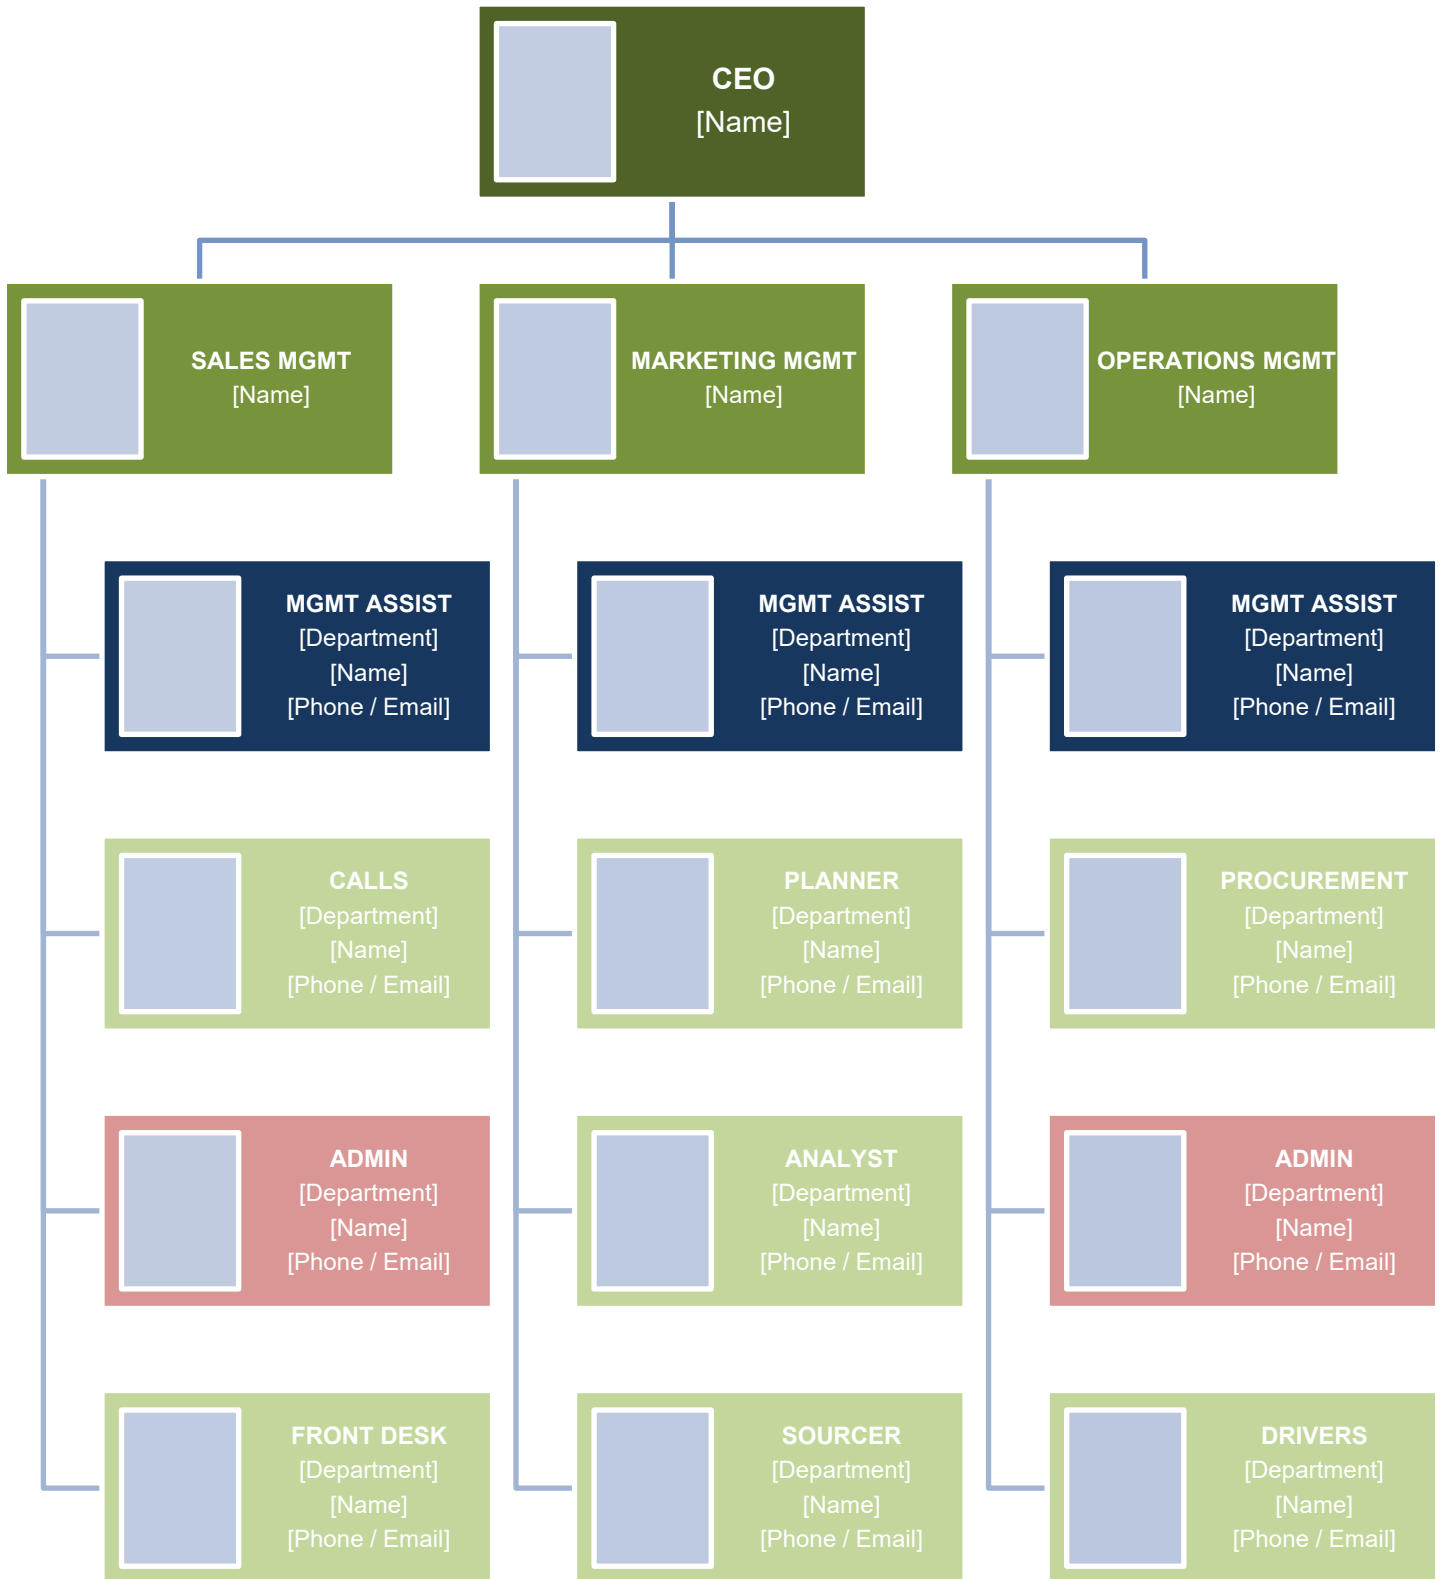 CEO
[Name]
SALES MGMT
[Name]
MARKETING MGMT
[Name]
OPERATIONS MGMT
[Name]
MGMT ASSIST
[Department]
[Name]
[Phone / Email]
MGMT ASSIST
[Department]
[Name]
[Phone / Email]
MGMT ASSIST
[Department]
[Name]
[Phone / Email]
CALLS
[Department]
[Name]
[Phone / Email]
PLANNER
[Department]
[Name]
[Phone / Email]
PROCUREMENT
[Department]
[Name]
[Phone / Email]
ADMIN
[Department]
[Name]
[Phone / Email]
ANALYST
[Department]
[Name]
[Phone / Email]
ADMIN
[Department]
[Name]
[Phone / Email]
FRONT DESK
[Department]
[Name]
[Phone / Email]
SOURCER
[Department]
[Name]
[Phone / Email]
DRIVERS
[Department]
[Name]
[Phone / Email]